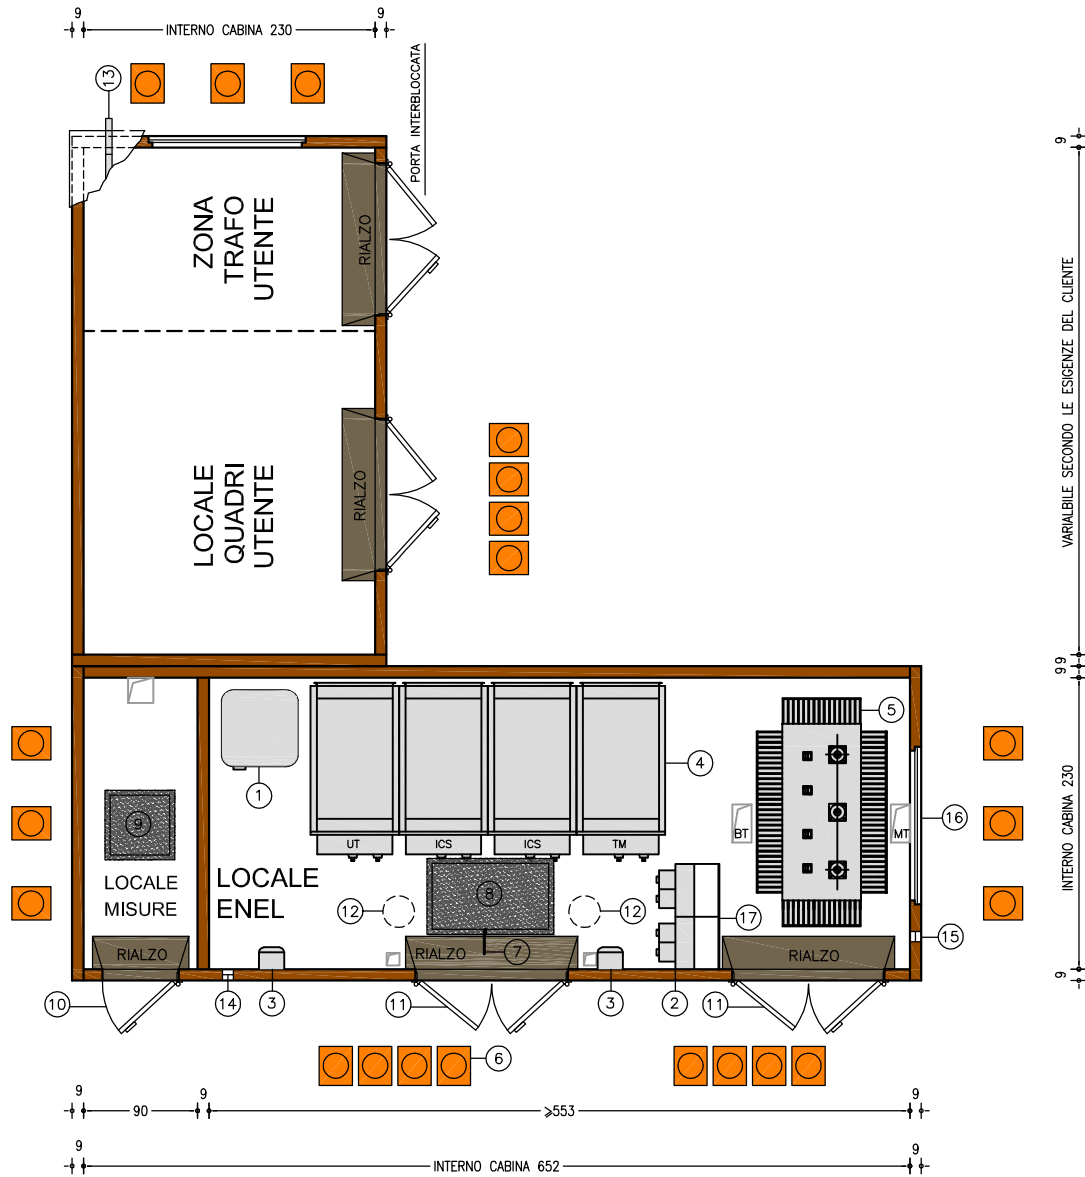 9
9
INTERNO CABINA 230
13
PORTA INTERBLOCCATA
9
ZONA
TRAFO
UTENTE
RIALZO
VARIALBILE SECONDO LE ESIGENZE DEL CLIENTE
LOCALE
QUADRI
UTENTE
RIALZO
99
1
UT
ICS
ICS
TM
4
5
BT
MT
16
INTERNO CABINA 230
9
LOCALE
MISURE
LOCALE
ENEL
12
8
12
17
15
RIALZO
RIALZO
7
RIALZO
9
10
14
3
11
3
2
11
6
9
9
9
90
⩾553
9
9
INTERNO CABINA 652